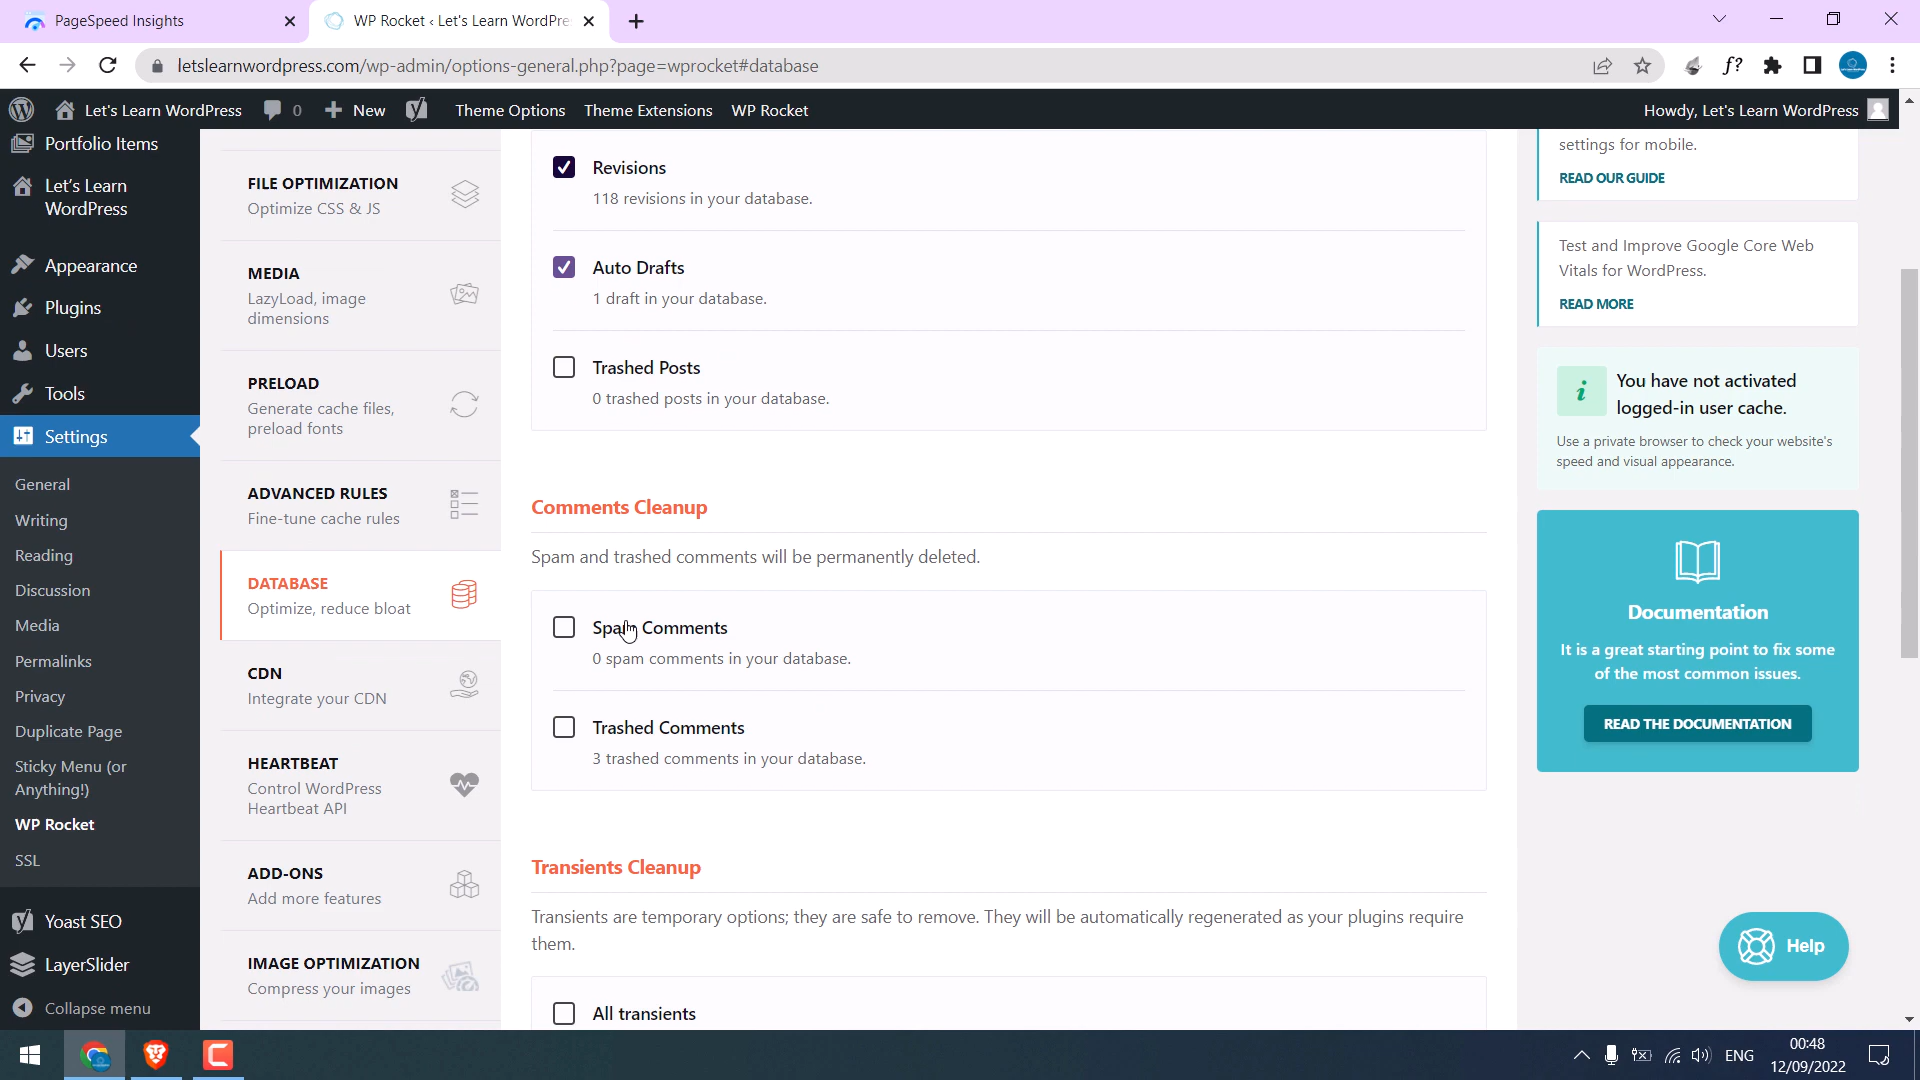 PageSpeed Insights
WP Rocket ‹ Let's Learn WordPre
letslearnwordpress.com/wp-admin/options-general.php?page=wprocket#database
Let's Learn WordPress
0
New
Theme Options
Theme Extensions
WP Rocket
Howdy, Let's Learn WordPress
Portfolio Items
Let's Learn
WordPress
Appearance
Plugins
Users
Tools
Settings
General
Writing
Reading
Discussion
Media
Permalinks
Privacy
Duplicate Page
Sticky Menu (or
Anything!)
WP Rocket
SSL
Yoast SEO
LayerSlider
Collapse menu
FILE OPTIMIZATION
Optimize CSS & JS
MEDIA
LazyLoad, image
dimensions
PRELOAD
Generate cache files,
preload fonts
ADVANCED RULES
Fine-tune cache rules
DATABASE
Optimize, reduce bloat
CDN
Integrate your CDN
HEARTBEAT
Control WordPress
Heartbeat API
ADD-ONS
Add more features
IMAGE OPTIMIZATION
Compress your images
Revisions
118 revisions in your database.
Auto Drafts
1 draft in your database.
Trashed Posts
0 trashed posts in your database.
Comments Cleanup
Spam and trashed comments will be permanently deleted.
Spam Comments
0 spam comments in your database.
Trashed Comments
3 trashed comments in your database.
Transients Cleanup
Transients are temporary options; they are safe to remove. They will be automatically regenerated as your plugins require
them.
All transients
settings for mobile.
READ OUR GUIDE
Test and Improve Google Core Web
Vitals for WordPress.
READ MORE
You have not activated
logged-in user cache.
Use a private browser to check your website's
speed and visual appearance.
Documentation
It is a great starting point to fix some
of the most common issues.
READ THE DOCUMENTATION
Help
ENG
00:48
12/09/2022